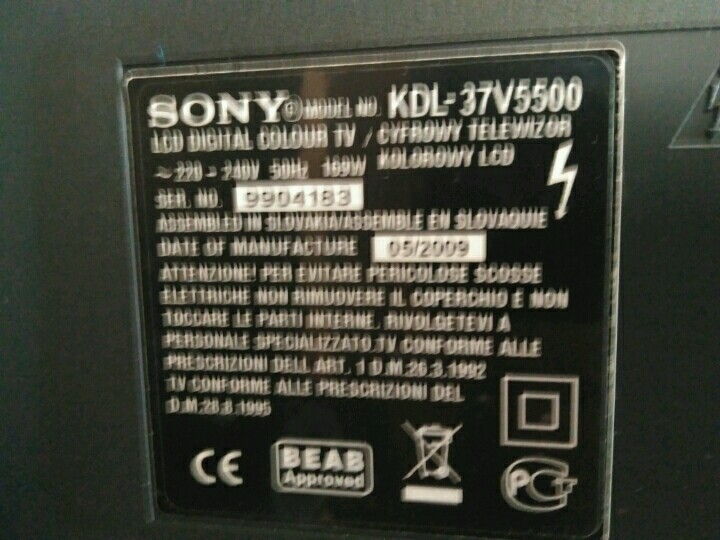 SONY® MODEL NO. KDL-37V5500
LCD DIGITAL COLOUR TV / CYFROWY TELEWIZOR
KOLOROWY LCD
~ 220 - 240V 50Hz 169W
SER. NO. 9904183
ASSEMBLED IN SLOVAKIA/ASSEMBLE EN SLOVAQUIE
DATE OF MANUFACTURE 05/2009
ATTENZIONE! PER EVITARE PERICOLOSE SCOSSE
ELETTRICHE NON RIMUOVERE IL COPERCHIO E NON
TOCCARE LE PARTI INTERNE. RIVOLGETEVI A
PERSONALE SPECIALIZZATO.TV CONFORME ALLE
PRESCRIZIONI DELL ART. 1 D.M.26.3.1992
TV CONFORME ALLE PRESCRIZIONI DEL
D.M.26.8.1995
CE
BEAB
Approved